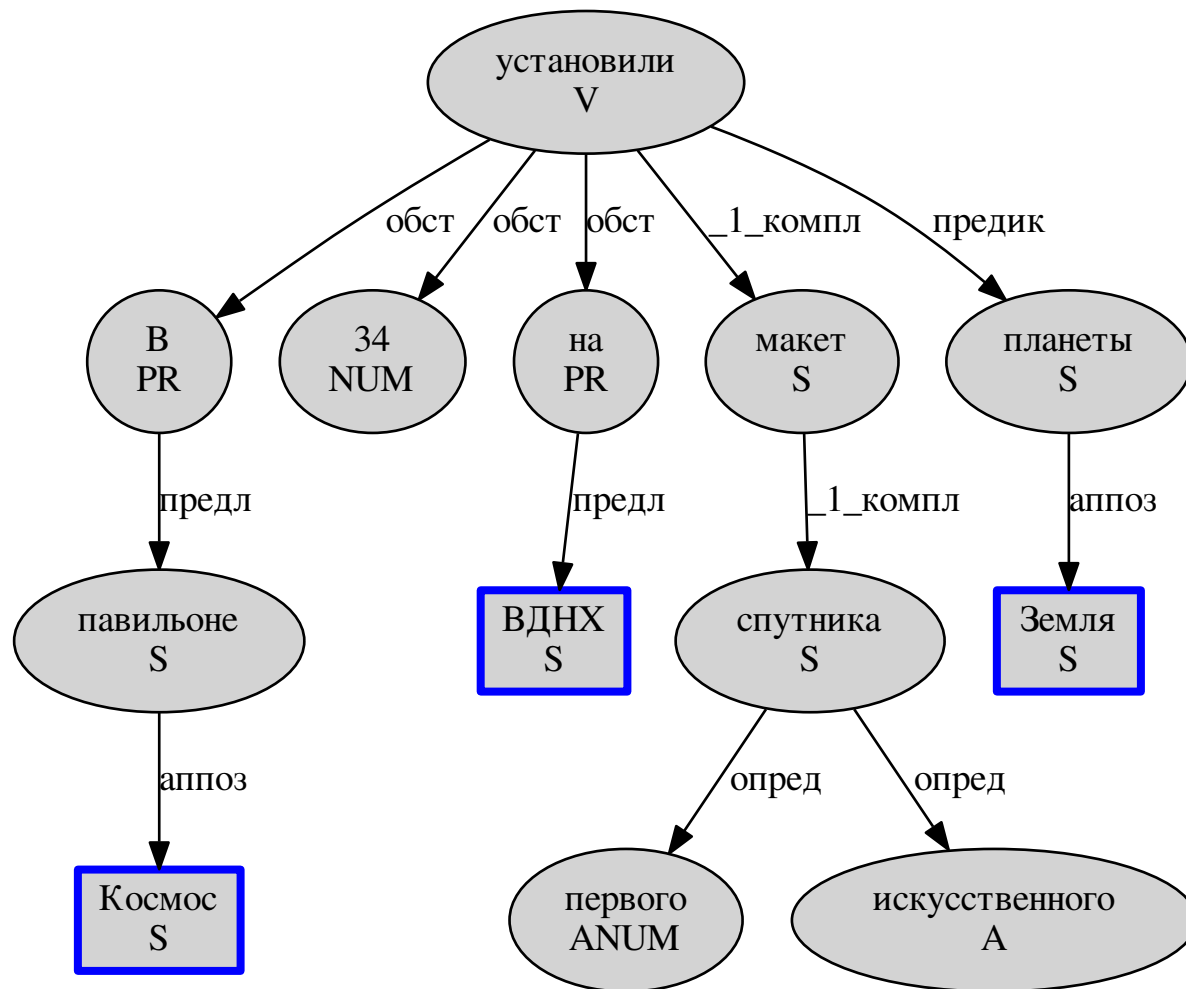 установили
V
обст
обст
обст
_1_компл
предик
В
PR
34
NUM
на
PR
макет
S
планеты
S
предл
предл
_1_компл
аппоз
павильоне
S
ВДНХ
S
спутника
S
Земля
S
аппоз
опред
опред
Космос
S
первого
ANUM
искусственного
A